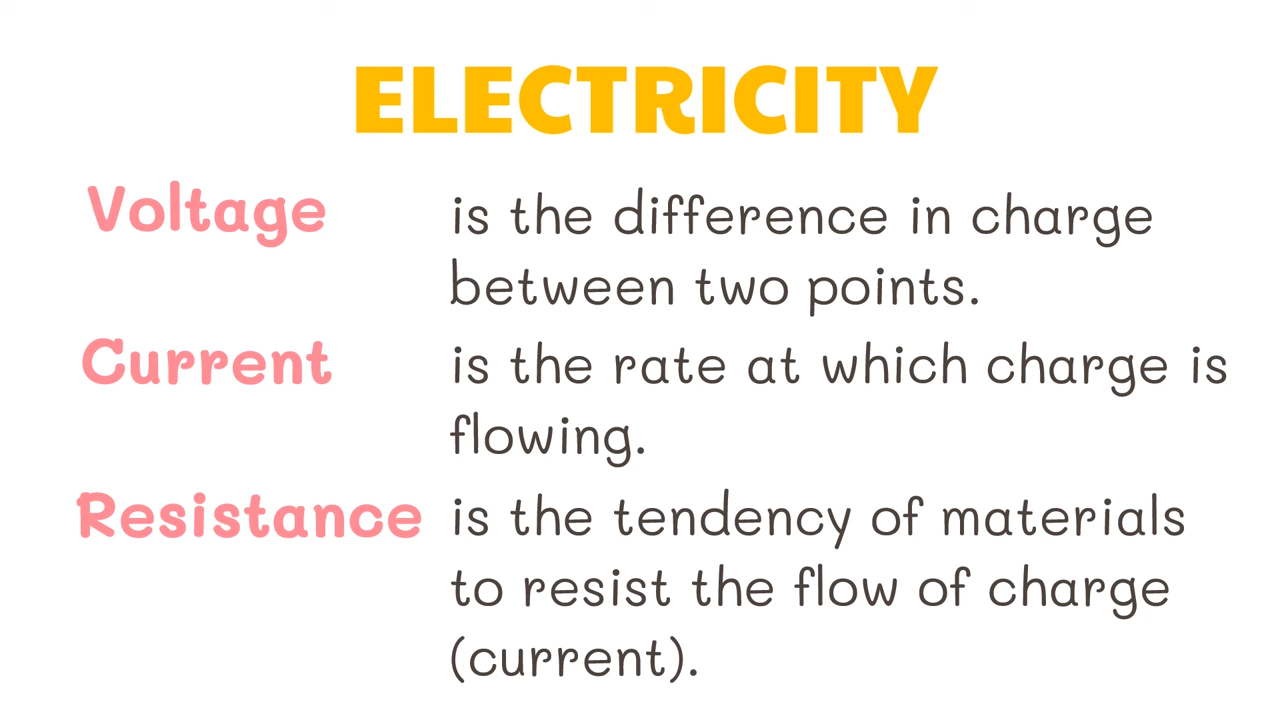 ELECTRICITY
Voltage is the difference in charge
between two points.
Current is the rate at which charge is
flowing.
Resistance is the tendency of materials
to resist the flow of charge
(current).